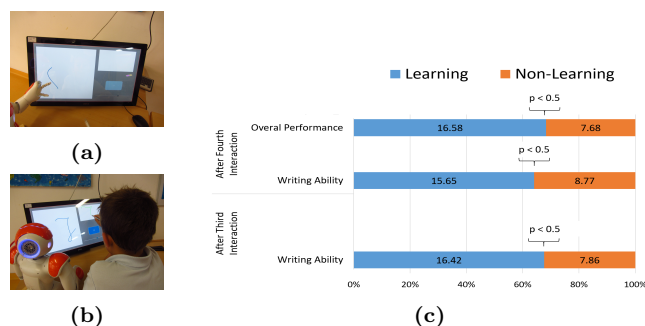 (a)
(b)
Learning Non-Learning
After Fourth
Interaction
Overal Performance
16.58 7.68
p < 0.5
Writing Ability
15.65 8.77
p < 0.5
After Third
Interaction
Writing Ability
16.42 7.86
p < 0.5
0% 20% 40% 60% 80% 100%
(c)